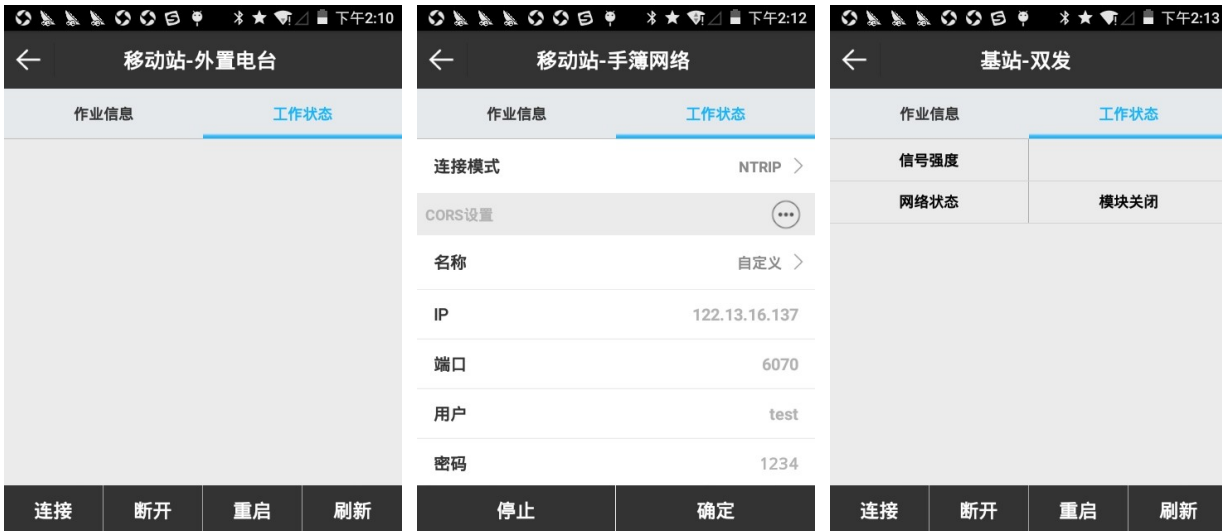 下午2:10
移动站-外置电台
作业信息 工作状态
连接 断开 重启 刷新
下午2:12
移动站-手簿网络
作业信息 工作状态
连接模式 NTRIP
CORS设置
名称 自定义
IP 122.13.16.137
端口 6070
用户 test
密码 1234
停止 确定
下午2:13
基站-双发
作业信息 工作状态
信号强度
网络状态 模块关闭
连接 断开 重启 刷新